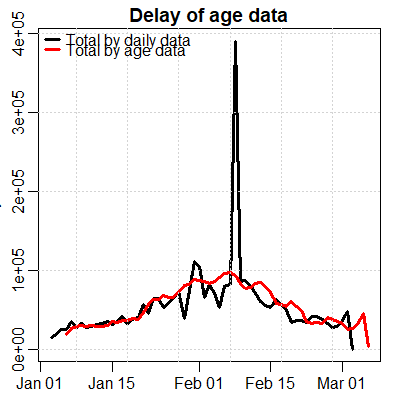 Delay of age data
Total by daily data
Total by age data
4e+05
3e+05
2e+05
1e+05
0e+00
Jan 01 Jan 15 Feb 01 Feb 15 Mar 01